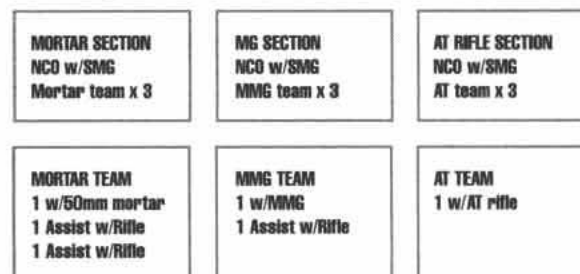 MORTAR SECTION
NCO w/SMG
Mortar team x 3
MG SECTION
NCO w/SMG
MMG team x 3
AT RIFLE SECTION
NCO w/SMG
AT team x 3
MORTAR TEAM
1 w/50mm mortar
1 Assist w/Rifle
1 Assist w/Rifle
MMG TEAM
1 w/MMG
1 Assist w/Rifle
AT TEAM
1 w/AT rifle